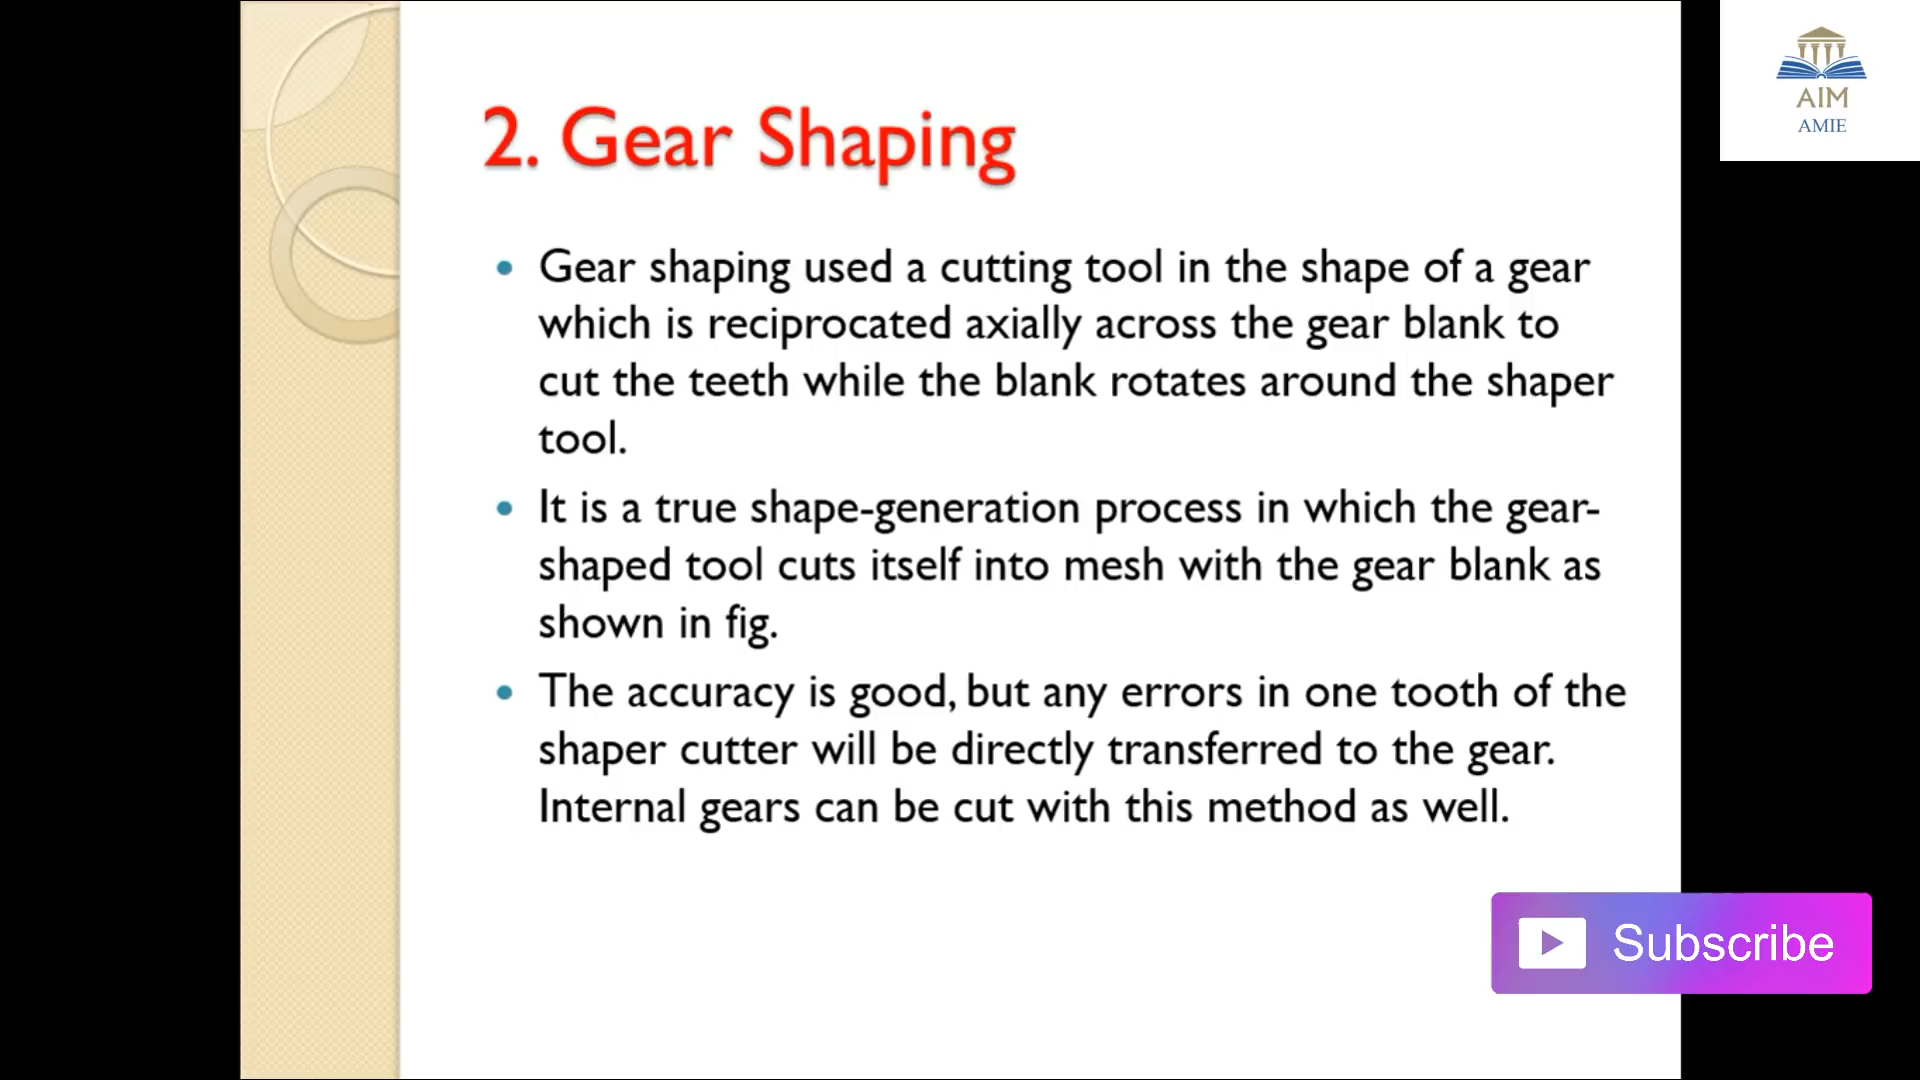 AIM
AMIE
2. Gear Shaping
• Gear shaping used a cutting tool in the shape of a gear
which is reciprocated axially across the gear blank to
cut the teeth while the blank rotates around the shaper
tool.
• It is a true shape-generation process in which the gear-
shaped tool cuts itself into mesh with the gear blank as
shown in fig.
• The accuracy is good, but any errors in one tooth of the
shaper cutter will be directly transferred to the gear.
Internal gears can be cut with this method as well.
Subscribe